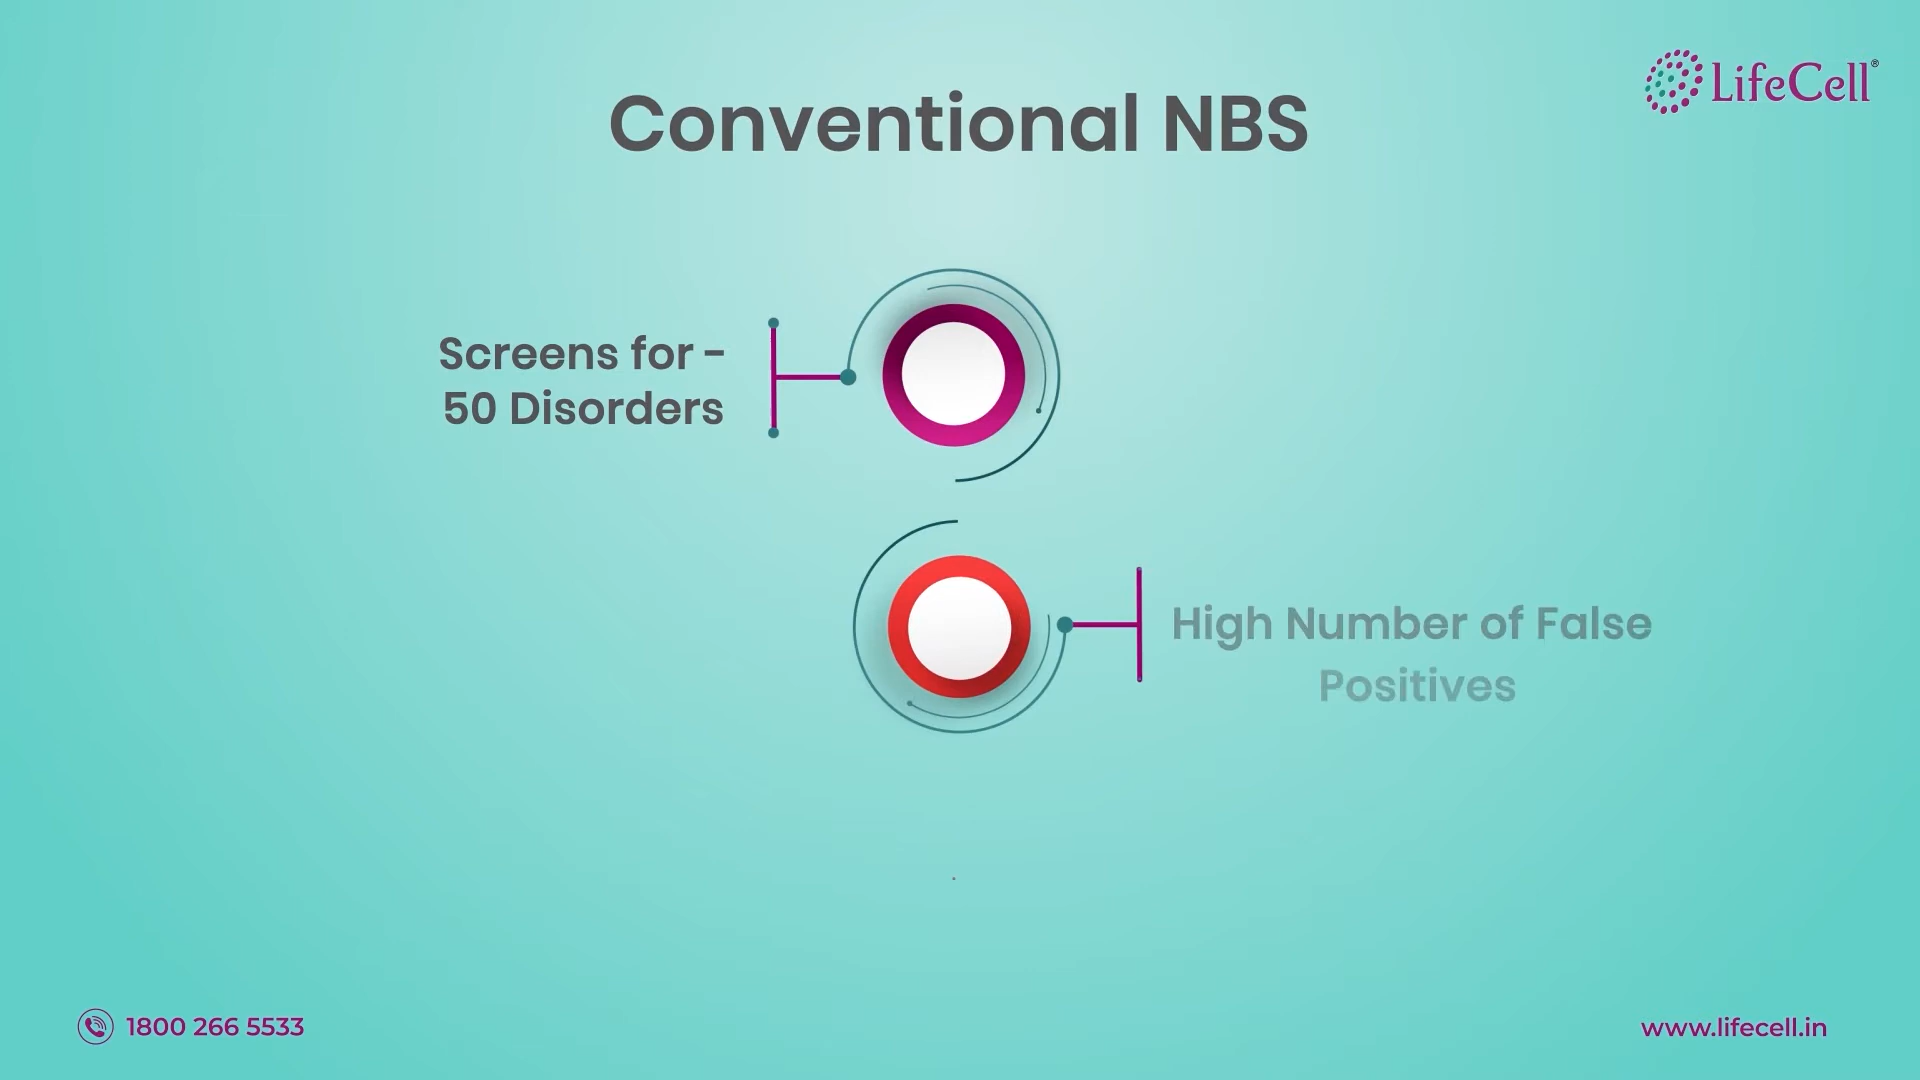 Conventional NBS
LifeCell®
Screens for -
50 Disorders
High Number of False
Positives
1800 266 5533
www.lifecell.in